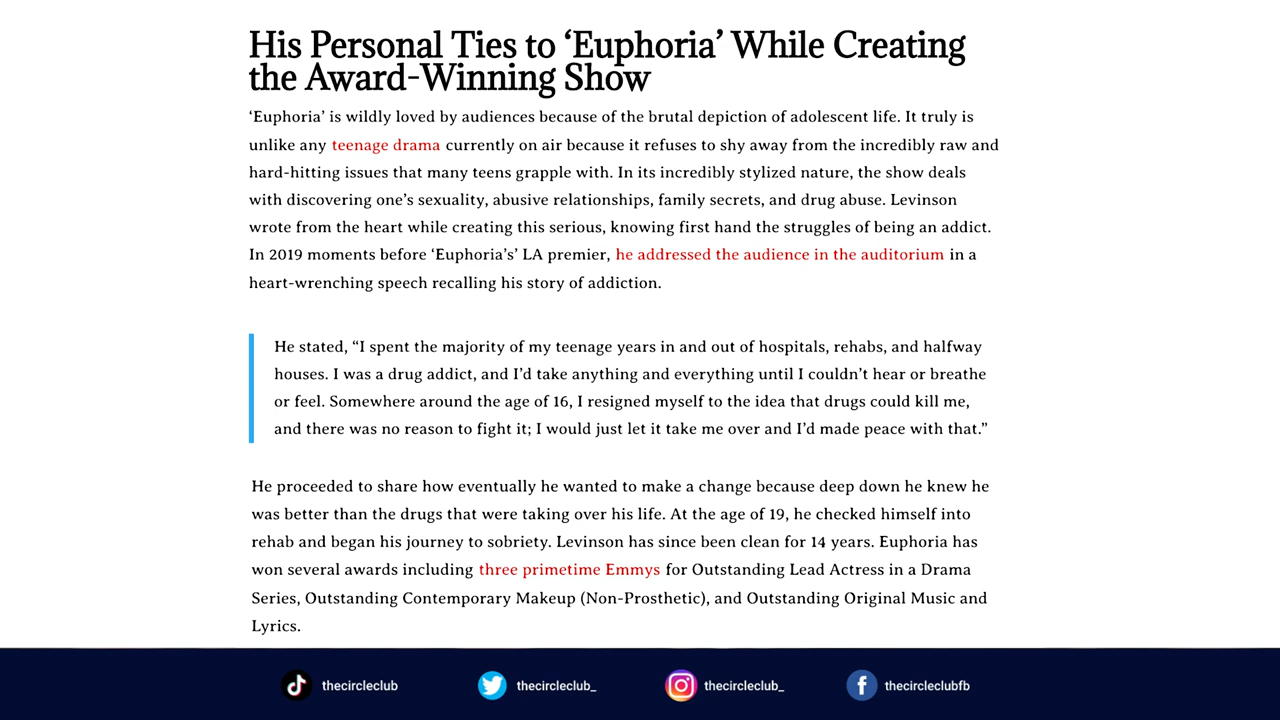 His Personal Ties to ‘Euphoria’ While Creating
the Award-Winning Show
‘Euphoria’ is wildly loved by audiences because of the brutal depiction of adolescent life. It truly is
unlike any teenage drama currently on air because it refuses to shy away from the incredibly raw and
hard-hitting issues that many teens grapple with. In its incredibly stylized nature, the show deals
with discovering one’s sexuality, abusive relationships, family secrets, and drug abuse. Levinson
wrote from the heart while creating this serious, knowing first hand the struggles of being an addict.
In 2019 moments before ‘Euphoria’s’ LA premier, he addressed the audience in the auditorium in a
heart-wrenching speech recalling his story of addiction.
He stated, “I spent the majority of my teenage years in and out of hospitals, rehabs, and halfway
houses. I was a drug addict, and I’d take anything and everything until I couldn’t hear or breathe
or feel. Somewhere around the age of 16, I resigned myself to the idea that drugs could kill me,
and there was no reason to fight it; I would just let it take me over and I’d made peace with that.”
He proceeded to share how eventually he wanted to make a change because deep down he knew he
was better than the drugs that were taking over his life. At the age of 19, he checked himself into
rehab and began his journey to sobriety. Levinson has since been clean for 14 years. Euphoria has
won several awards including three primetime Emmys for Outstanding Lead Actress in a Drama
Series, Outstanding Contemporary Makeup (Non-Prosthetic), and Outstanding Original Music and
Lyrics.
thecircleclub thecircleclub_ thecircleclub_ thecircleclubfb